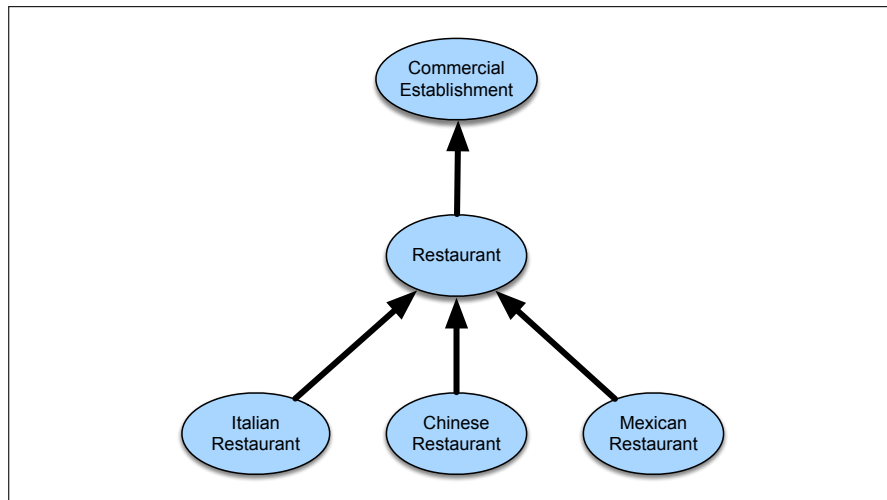 Commercial
Establishment
Restaurant
Italian
Restaurant
Chinese
Restaurant
Mexican
Restaurant